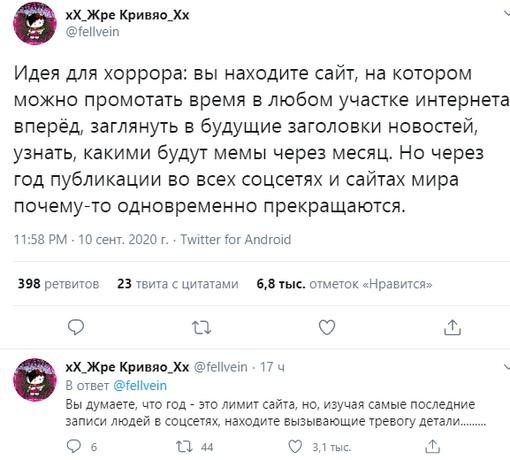 xX_Жре Кривяо_Xx
@fellvein
Идея для хоррора: вы находите сайт, на котором
можно промотать время в любом участке интернета
вперёд, заглянуть в будущие заголовки новостей,
узнать, какими будут мемы через месяц. Но через
год публикации во всех соцсетях и сайтах мира
почему-то одновременно прекращаются.
11:58 PM · 10 сент. 2020 г. · Twitter for Android
398 ретвитов 23 твита с цитатами 6,8 тыс. отметок «Нравится»
xX_Жре Кривяо_Xx @fellvein · 17 ч
В ответ @fellvein
Вы думаете, что год - это лимит сайта, но, изучая самые последние
записи людей в соцсетях, находите вызывающие тревогу детали.........
6 44 3,1 тыс.